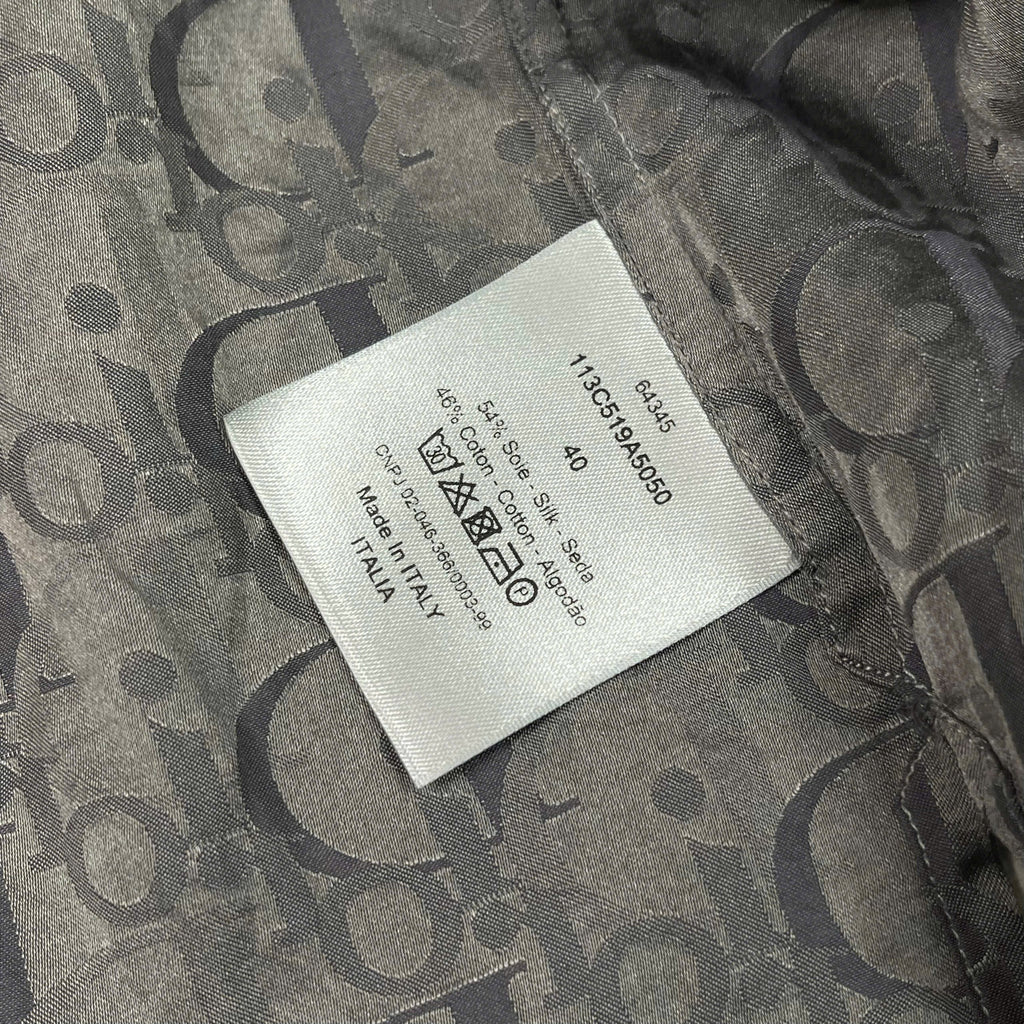 64345
113C519A5050
40
54% Soie - Silk - Seda
46% Coton - Cotton - Algodão
30
P
CNPJ 02-046-366/0003-99
Made In ITALY
ITALIA